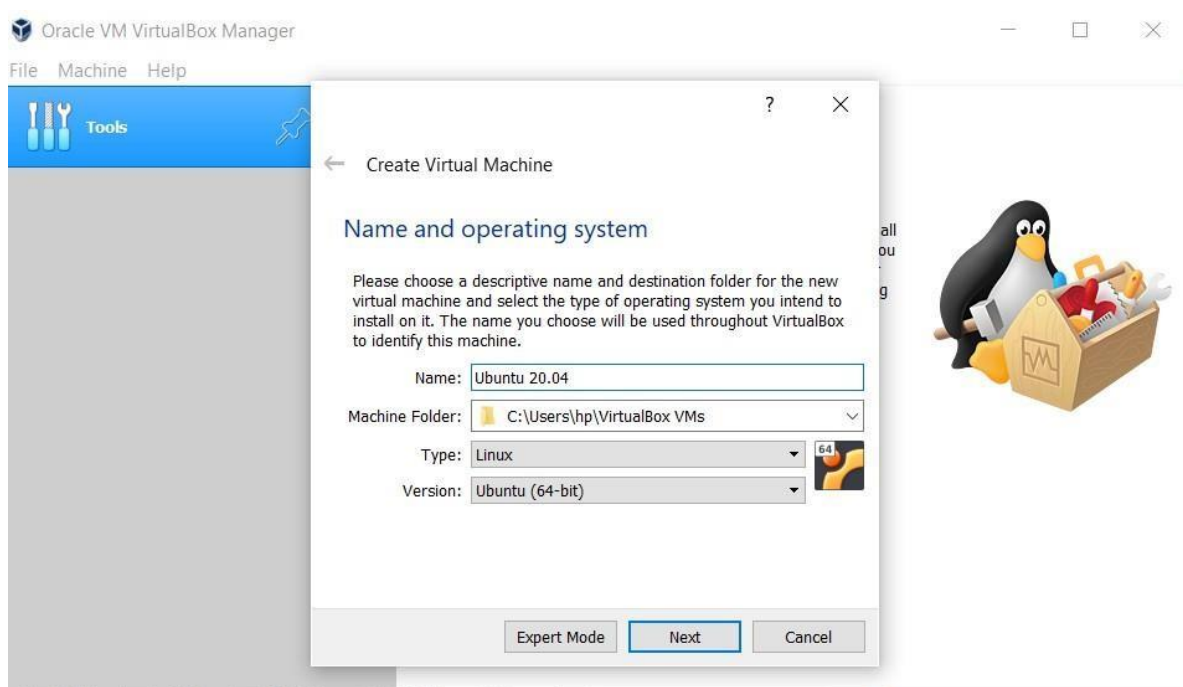 Oracle VM VirtualBox Manager
File Machine Help
Tools
?
Create Virtual Machine
Name and operating system
all
ou
g
Please choose a descriptive name and destination folder for the new
virtual machine and select the type of operating system you intend to
install on it. The name you choose will be used throughout VirtualBox
to identify this machine.
Name: Ubuntu 20.04
Machine Folder: C:\Users\hp\VirtualBox VMs
Type: Linux
64
Version: Ubuntu (64-bit)
Expert Mode Next Cancel